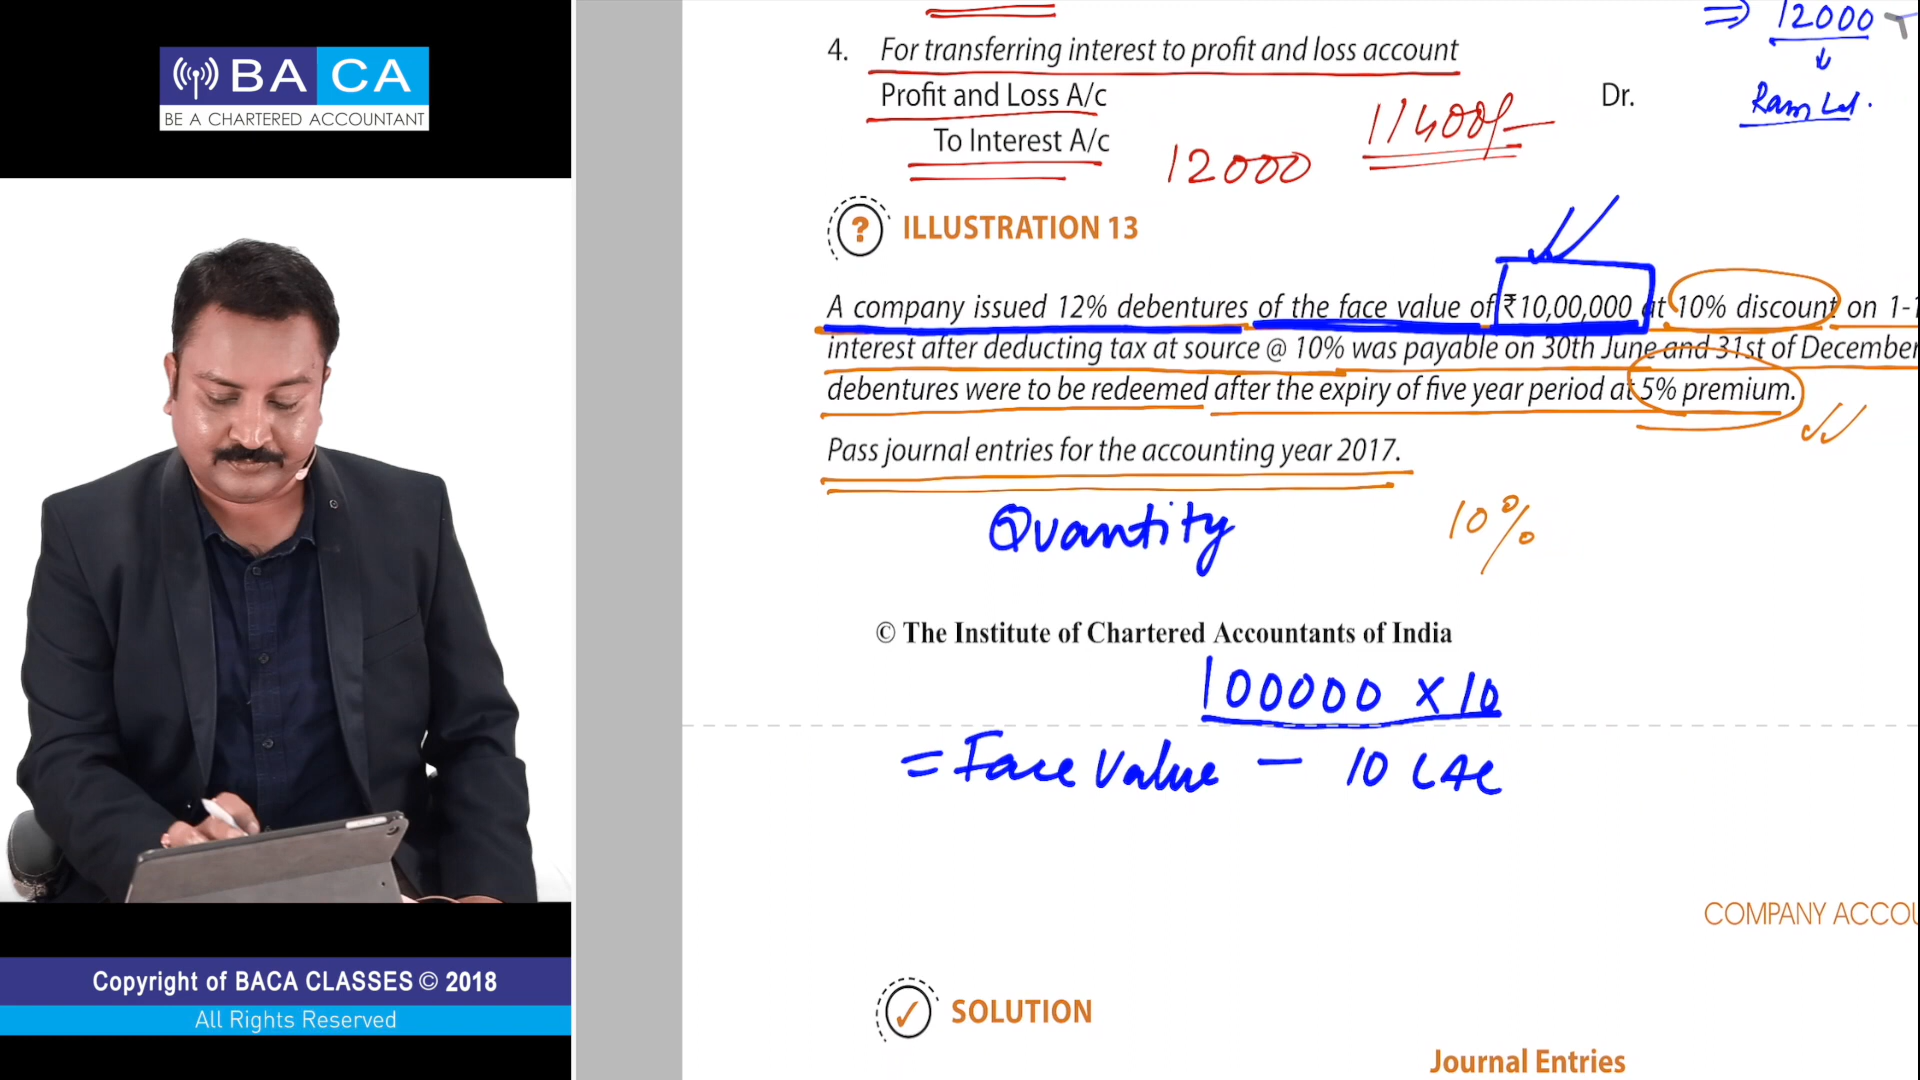 BA CA
BE A CHARTERED ACCOUNTANT
4. For transferring interest to profit and loss account
Profit and Loss A/c Dr.
To Interest A/c
12000
11400/-
⇒ 12000
↓
Ram Ltd.
? ILLUSTRATION 13
A company issued 12% debentures of the face value of ₹10,00,000 at 10% discount on 1-1
interest after deducting tax at source @ 10% was payable on 30th June and 31st of December
debentures were to be redeemed after the expiry of five year period at 5% premium.
Pass journal entries for the accounting year 2017.
Quantity 10%
© The Institute of Chartered Accountants of India
100000 × 10
= Face Value — 10 LAC
COMPANY ACCOU
✓ SOLUTION
Journal Entries
Copyright of BACA CLASSES © 2018
All Rights Reserved